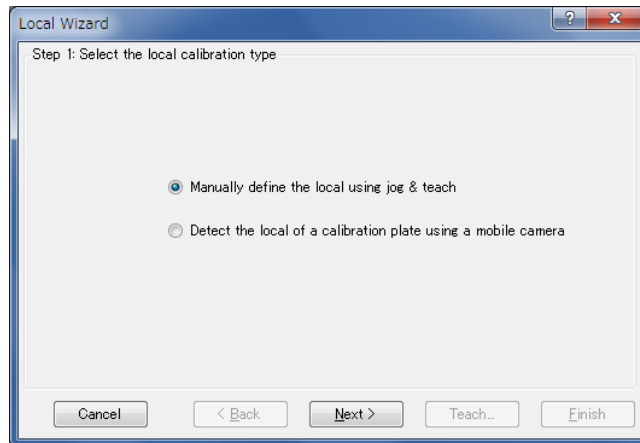 Local Wizard
?
Step 1: Select the local calibration type
Manually define the local using jog & teach
Detect the local of a calibration plate using a mobile camera
Cancel
< Back
Next >
Teach...
Finish